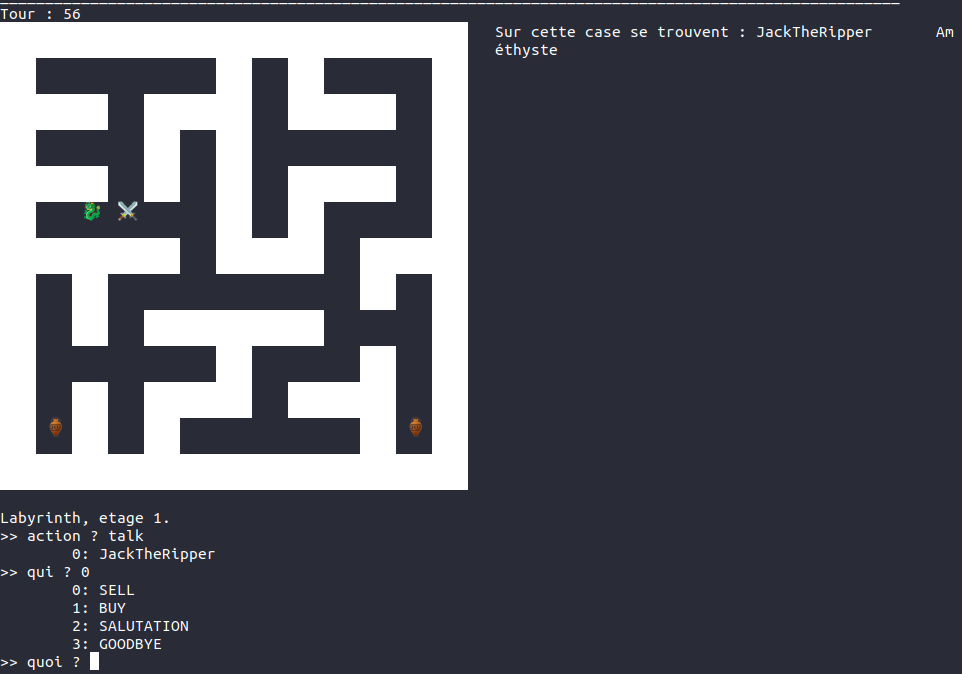 Tour : 56
Sur cette case se trouvent : JackTheRipper       Am
éthyste
Labyrinth, etage 1.
>> action ? talk
        0: JackTheRipper
>> qui ? 0
        0: SELL
        1: BUY
        2: SALUTATION
        3: GOODBYE
>> quoi ?